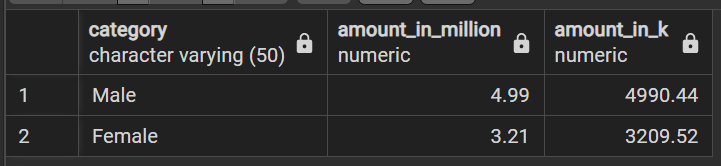 category amount_in_million amount_in_k
character varying (50) numeric numeric
1 Male 4.99 4990.44
2 Female 3.21 3209.52